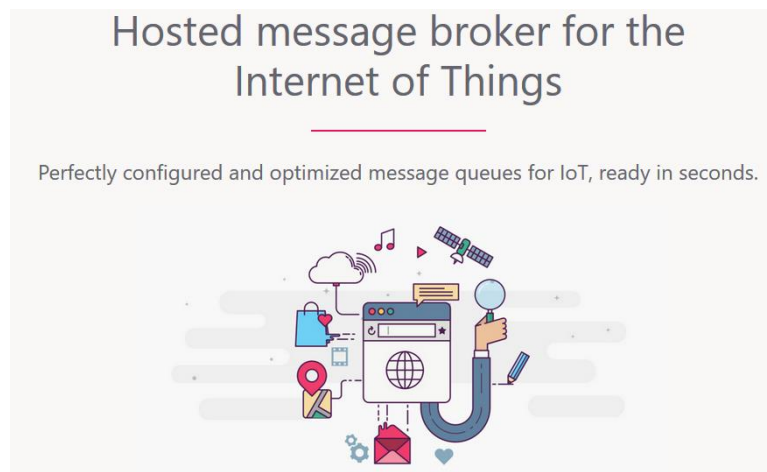 Hosted message broker for the
Internet of Things
Perfectly configured and optimized message queues for IoT, ready in seconds.